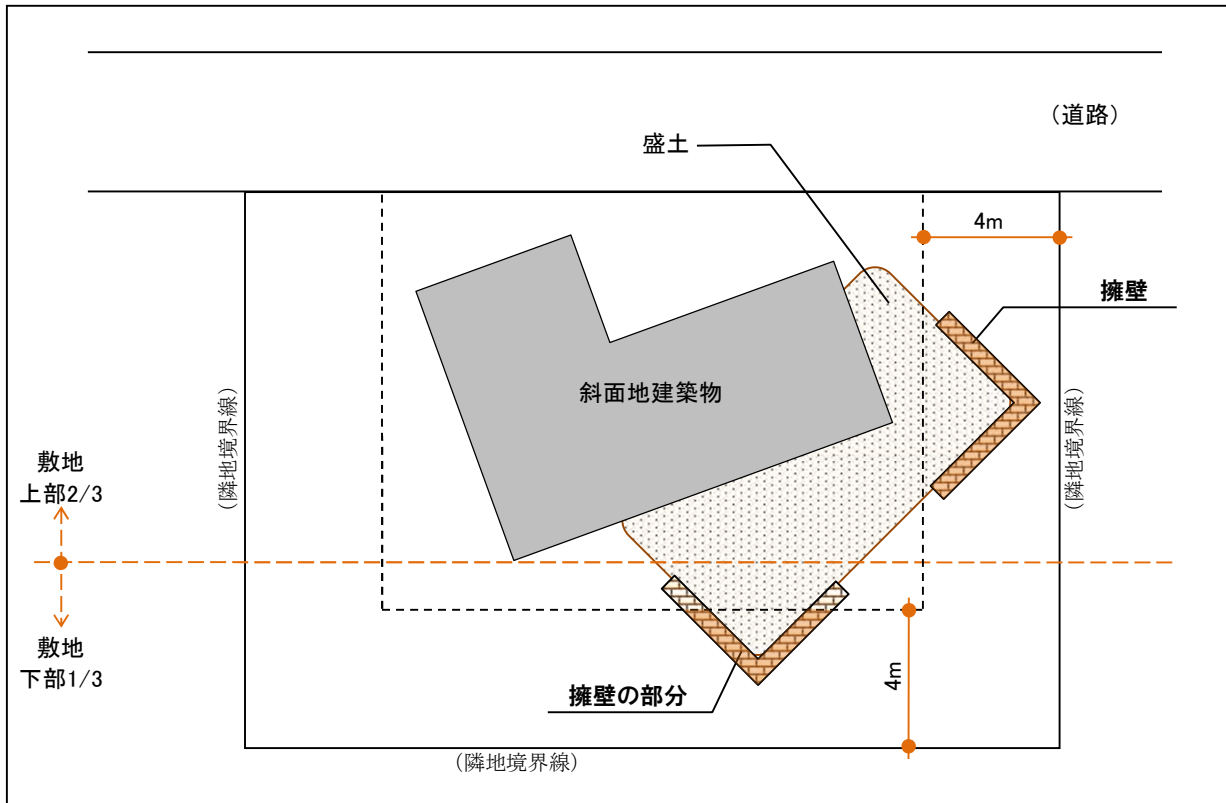 (道路)
盛土
4m
擁壁
斜面地建築物
(隣地境界線)
(隣地境界線)
敷地
上部2/3
敷地
下部1/3
4m
擁壁の部分
(隣地境界線)